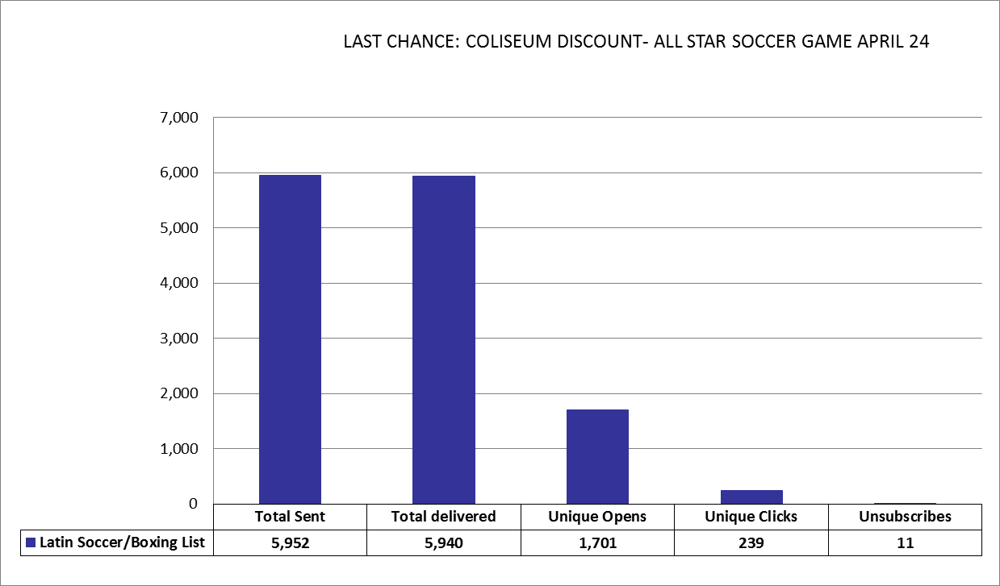 LAST CHANCE: COLISEUM DISCOUNT- ALL STAR SOCCER GAME APRIL 24
7,000
6,000
5,000
4,000
3,000
2,000
1,000
0
Total Sent Total delivered Unique Opens Unique Clicks Unsubscribes
Latin Soccer/Boxing List 5,952 5,940 1,701 239 11